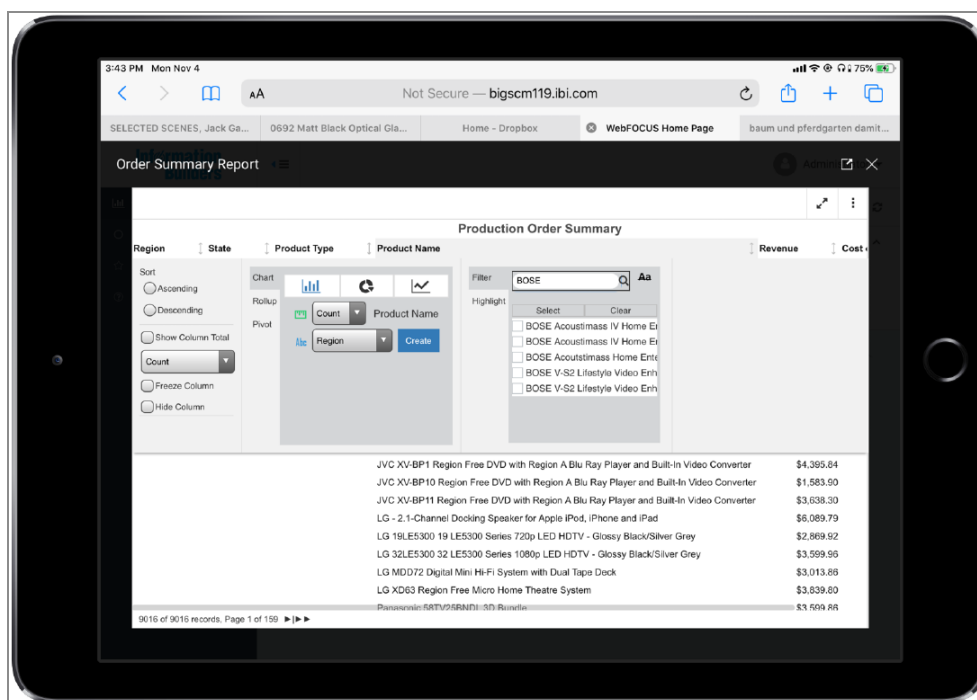 3:43 PM Mon Nov 4
75%
AA
Not Secure — bigscm119.ibi.com
SELECTED SCENES, Jack Ga...
0692 Matt Black Optical Gla...
Home - Dropbox
WebFOCUS Home Page
baum und pferdgarten damit...
Order Summary Report
Production Order Summary
Region State Product Type Product Name Revenue Cost
Sort
Ascending
Descending
Show Column Total
Count
Freeze Column
Hide Column
Chart
Rollup
Pivot
Count Product Name
Abc Region Create
Filter
Highlight
BOSE Aa
Select Clear
BOSE Acoustimass IV Home En
BOSE Acoustimass IV Home En
BOSE Acoutstimass Home Ente
BOSE V-S2 Lifestyle Video Enh
BOSE V-S2 Lifestyle Video Enh
JVC XV-BP1 Region Free DVD with Region A Blu Ray Player and Built-In Video Converter $4,395.84
JVC XV-BP10 Region Free DVD with Region A Blu Ray Player and Built-In Video Converter $1,583.90
JVC XV-BP11 Region Free DVD with Region A Blu Ray Player and Built-In Video Converter $3,638.30
LG - 2.1-Channel Docking Speaker for Apple iPod, iPhone and iPad $6,089.79
LG 19LE5300 19 LE5300 Series 720p LED HDTV - Glossy Black/Silver Grey $2,869.92
LG 32LE5300 32 LE5300 Series 1080p LED HDTV - Glossy Black/Silver Grey $3,599.96
LG MDD72 Digital Mini Hi-Fi System with Dual Tape Deck $3,013.86
LG XD63 Region Free Micro Home Theatre System $3,839.80
Panasonic 58TV25BNDL 3D Bundle $3,599.86
9016 of 9016 records, Page 1 of 159